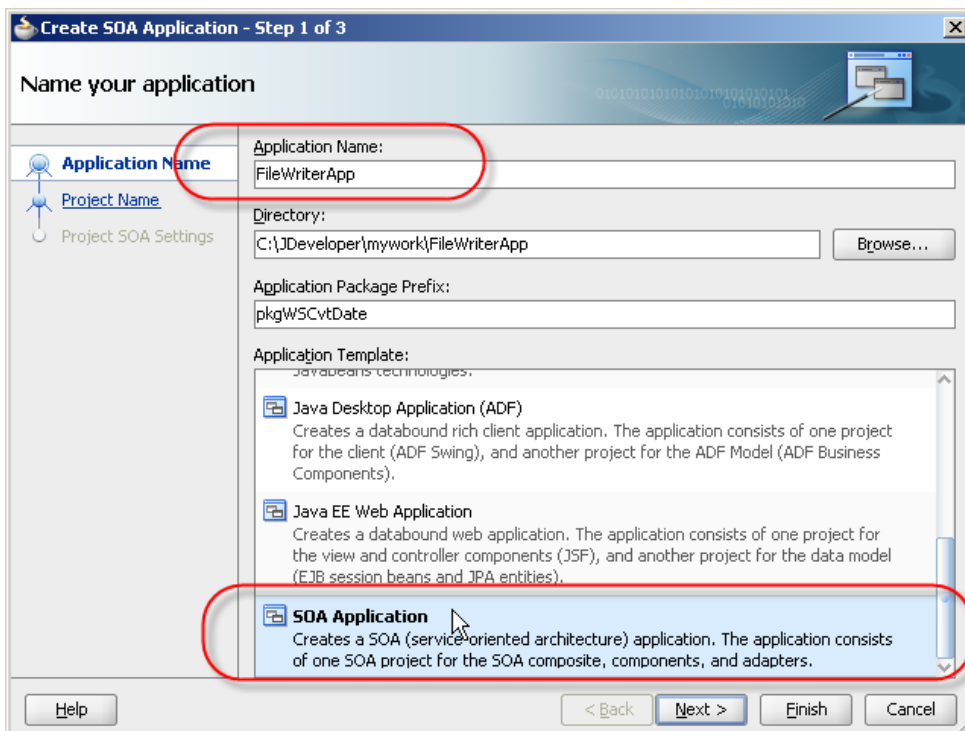 Create SOA Application - Step 1 of 3
Name your application
Application Name
Project Name
Project SOA Settings
Application Name:
FileWriterApp
Directory:
C:\JDeveloper\mywork\FileWriterApp
Browse...
Application Package Prefix:
pkgWSCvtDate
Application Template:
Javabeans technologies.
Java Desktop Application (ADF)
Creates a databound rich client application. The application consists of one project
for the client (ADF Swing), and another project for the ADF Model (ADF Business
Components).
Java EE Web Application
Creates a databound web application. The application consists of one project for
the view and controller components (JSF), and another project for the data model
(EJB session beans and JPA entities).
SOA Application
Creates a SOA (service oriented architecture) application. The application consists
of one SOA project for the SOA composite, components, and adapters.
Help
< Back
Next >
Finish
Cancel